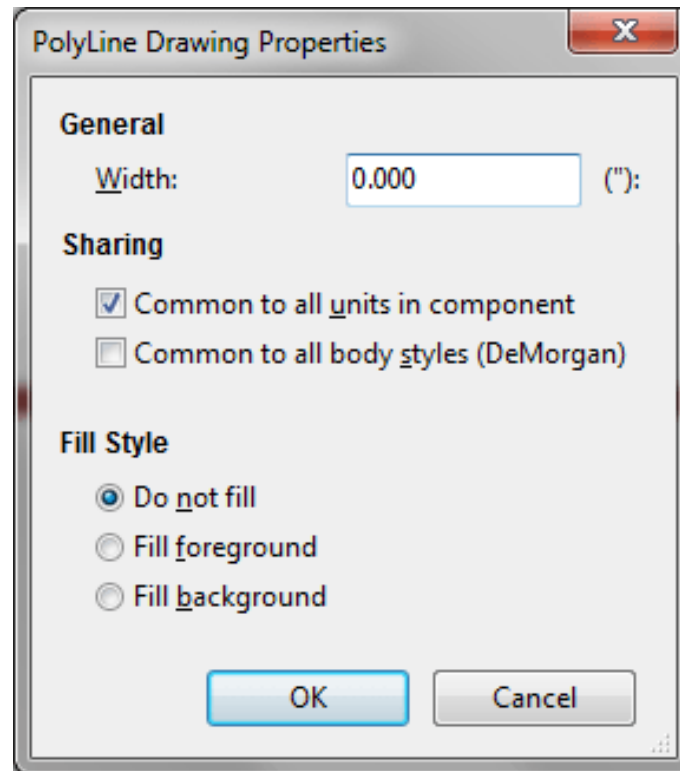 PolyLine Drawing Properties
General
Width: 0.000 ("):
Sharing
Common to all units in component
Common to all body styles (DeMorgan)
Fill Style
Do not fill
Fill foreground
Fill background
OK Cancel